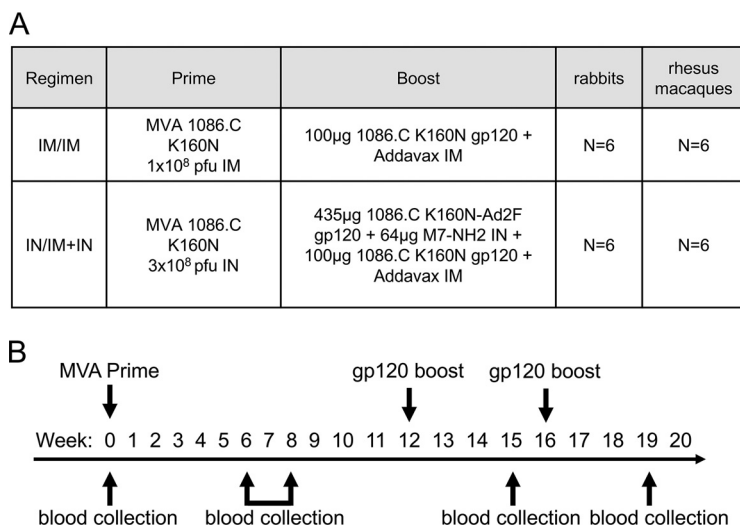 A
Regimen Prime Boost rabbits rhesus macaques
IM/IM
MVA 1086.C
K160N
1x10⁸ pfu IM
100µg 1086.C K160N gp120 +
Addavax IM
N=6
N=6
IN/IM+IN
MVA 1086.C
K160N
3x10⁸ pfu IN
435µg 1086.C K160N-Ad2F
gp120 + 64µg M7-NH2 IN +
100µg 1086.C K160N gp120 +
Addavax IM
N=6
N=6
B
MVA Prime gp120 boost gp120 boost
Week: 0 1 2 3 4 5 6 7 8 9 10 11 12 13 14 15 16 17 18 19 20
blood collection blood collection blood collection blood collection